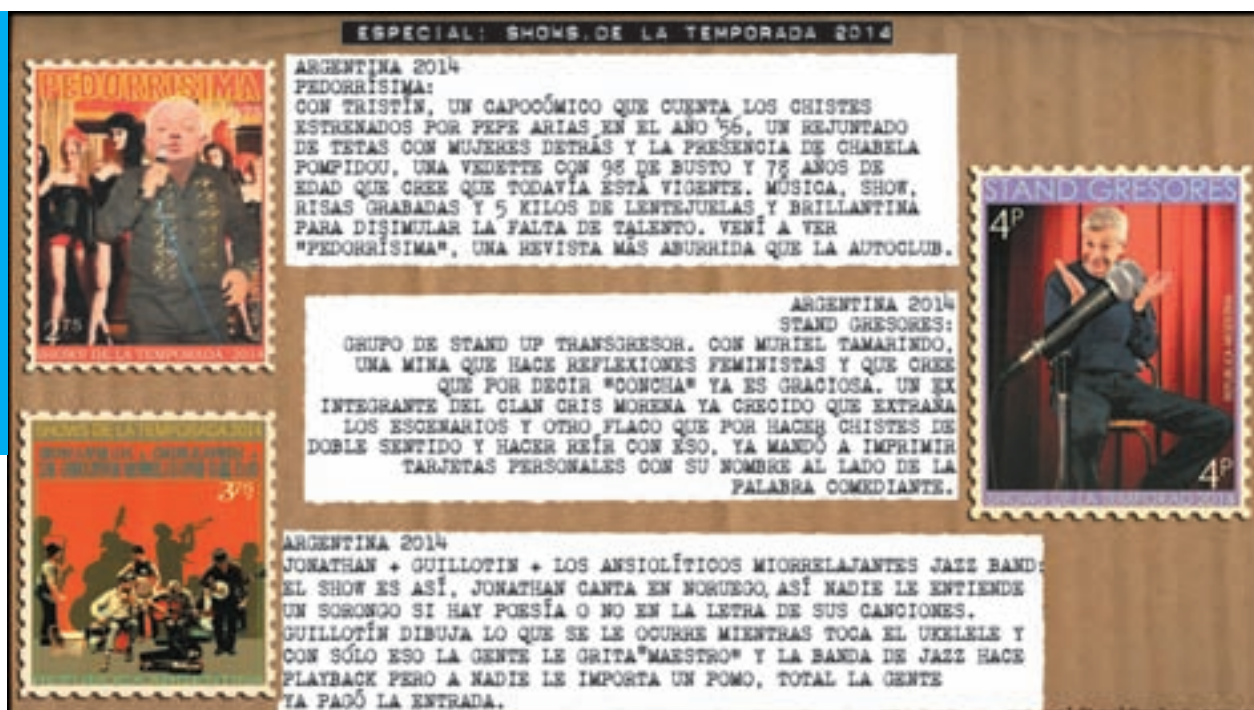 ESPECIAL: SHOWS.DE LA TEMPORADA 2014
PEDORRISIMA
2 75
SHOWS DE LA TEMPORADA 2014
ARGENTINA 2014
PEDORRÍSIMA:
CON TRISTÍN, UN CAPOCÓMICO QUE CUENTA LOS CHISTES
ESTRENADOS POR PEPE ARIAS EN EL AÑO '56, UN REJUNTADO
DE TETAS CON MUJERES DETRÁS Y LA PRESENCIA DE CHABELA
POMPIDOU, UNA VEDETTE CON 98 DE BUSTO Y 78 AÑOS DE
EDAD QUE CREE QUE TODAVÍA ESTÁ VIGENTE. MÚSICA, SHOW,
RISAS GRABADAS Y 5 KILOS DE LENTEJUELAS Y BRILLANTINA
PARA DISIMULAR LA FALTA DE TALENTO. VENÍ A VER
"PEDORRÍSIMA", UNA REVISTA MÁS ABURRIDA QUE LA AUTOCLUB.
STAND GRESORES
4P
4P
ARGENTINA 2014
STAND GRESORES:
GRUPO DE STAND UP TRANSGRESOR. CON MURIEL TAMARINDO,
UNA MINA QUE HACE REFLEXIONES FEMINISTAS Y QUE CREE
QUE POR DECIR "CONCHA" YA ES GRACIOSA. UN EX
INTEGRANTE DEL CLAN CRIS MORENA YA CRECIDO QUE EXTRAÑA
LOS ESCENARIOS Y OTRO FLACO QUE POR HACER CHISTES DE
DOBLE SENTIDO Y HACER REÍR CON ESO, YA MANDÓ A IMPRIMIR
TARJETAS PERSONALES CON SU NOMBRE AL LADO DE LA
PALABRA COMEDIANTE.
SHOWS DE LA TEMPORADA 2014
3 75
ARGENTINA 2014
JONATHAN + GUILLOTIN + LOS ANSIOLÍTICOS MIORRELAJANTES JAZZ BAND:
EL SHOW ES ASÍ, JONATHAN CANTA EN NORUEGO, ASÍ NADIE LE ENTIENDE
UN SORONGO SI HAY POESÍA O NO EN LA LETRA DE SUS CANCIONES.
GUILLOTÍN DIBUJA LO QUE SE LE OCURRE MIENTRAS TOCA EL UKELELE Y
CON SÓLO ESO LA GENTE LE GRITA"MAESTRO" Y LA BANDA DE JAZZ HACE
PLAYBACK PERO A NADIE LE IMPORTA UN POMO, TOTAL LA GENTE
YA PAGÓ LA ENTRADA.